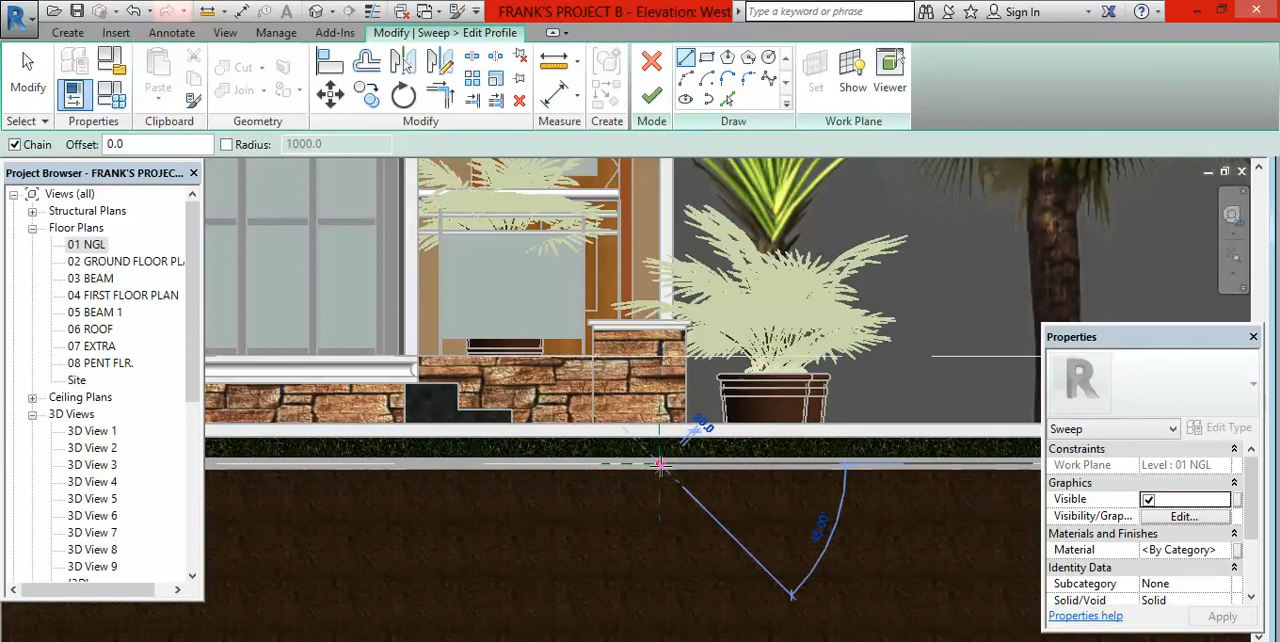 FRANK'S PROJECT B - Elevation: West
Type a keyword or phrase
Sign In
Create Insert Annotate View Manage Add-Ins Modify | Sweep > Edit Profile
Modify
Paste
Cut
Join
Set Show Viewer
Select Properties Clipboard Geometry Modify Measure Create Mode Draw Work Plane
Chain Offset: 0.0 Radius: 1000.0
Project Browser - FRANK'S PROJEC...
Views (all)
Structural Plans
Floor Plans
01 NGL
02 GROUND FLOOR PL
03 BEAM
04 FIRST FLOOR PLAN
05 BEAM 1
06 ROOF
07 EXTRA
08 PENT FLR.
Site
Ceiling Plans
3D Views
3D View 1
3D View 2
3D View 3
3D View 4
3D View 5
3D View 6
3D View 7
3D View 8
3D View 9
45.00°
Properties
R
Sweep Edit Type
Constraints
Work Plane Level : 01 NGL
Graphics
Visible
Visibility/Grap... Edit...
Materials and Finishes
Material <By Category>
Identity Data
Subcategory None
Solid/Void Solid
Properties help Apply